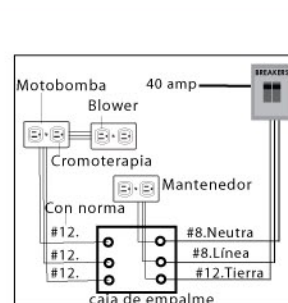 BREAKERS
Motobomba
40 amp
Blower
Cromoterapia
Mantenedor
Con norma
#12.
#8.Neutra
#12.
#8.Línea
#12.
#12.Tierra
caja de empalme